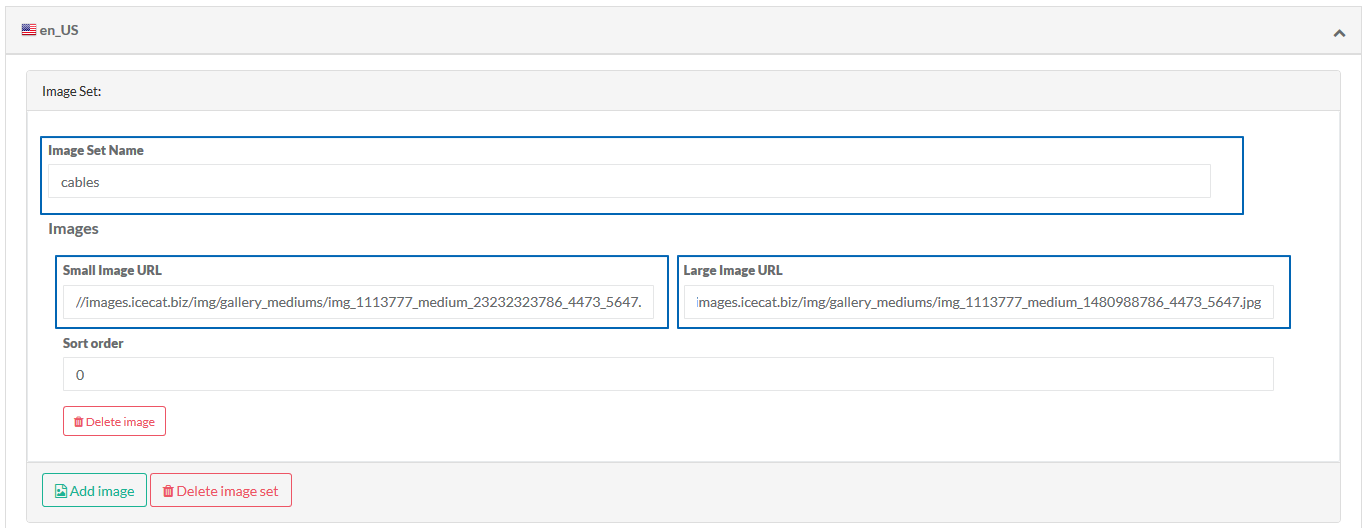 en_US
Image Set:
Image Set Name
cables
Images
Small Image URL
//images.icecat.biz/img/gallery_mediums/img_1113777_medium_23232323786_4473_5647.
Large Image URL
images.icecat.biz/img/gallery_mediums/img_1113777_medium_1480988786_4473_5647.jpg
Sort order
0
Delete image
Add image
Delete image set